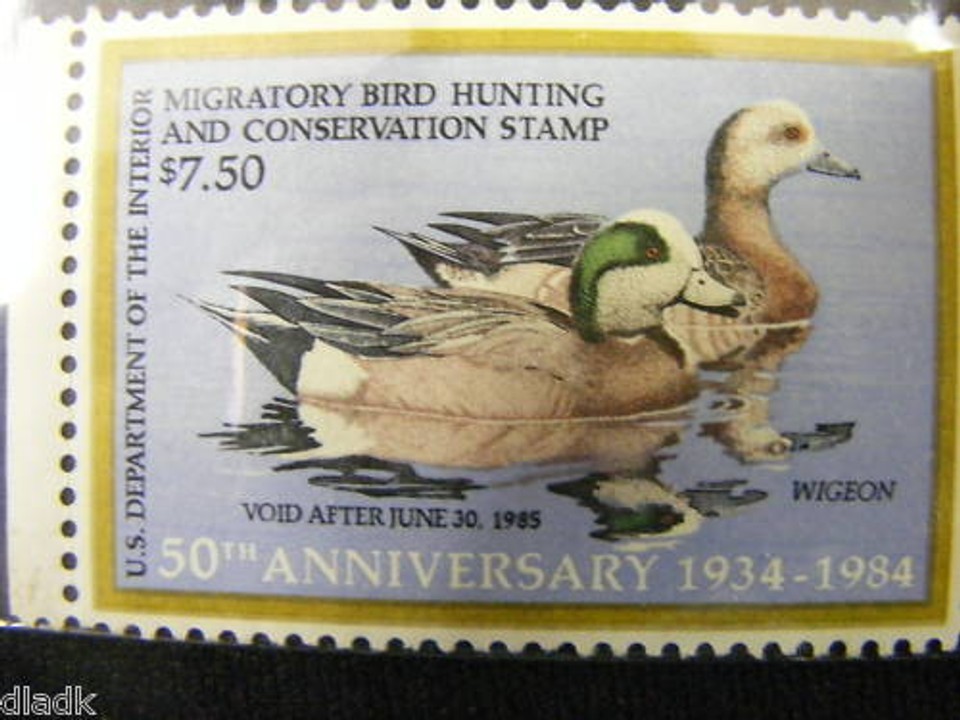 MIGRATORY BIRD HUNTING
AND CONSERVATION STAMP
$7.50
U.S. DEPARTMENT OF THE INTERIOR
WIGEON
VOID AFTER JUNE 30, 1985
50TH ANNIVERSARY 1934-1984
dladk